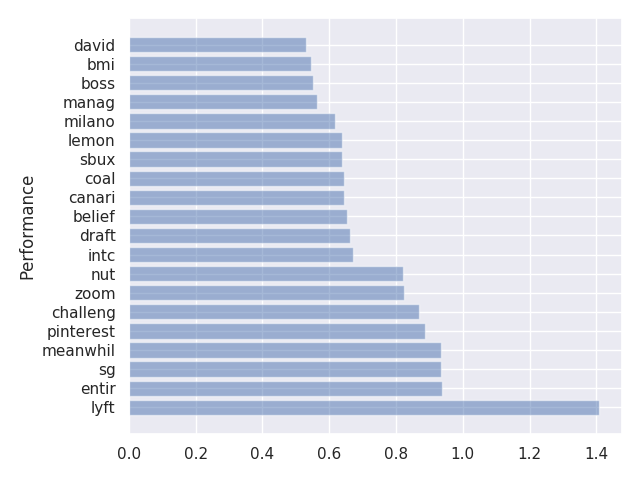 david
bmi
boss
manag
milano
lemon
sbux
coal
canari
belief
draft
intc
nut
zoom
challeng
pinterest
meanwhil
sg
entir
lyft
Performance
0.0 0.2 0.4 0.6 0.8 1.0 1.2 1.4